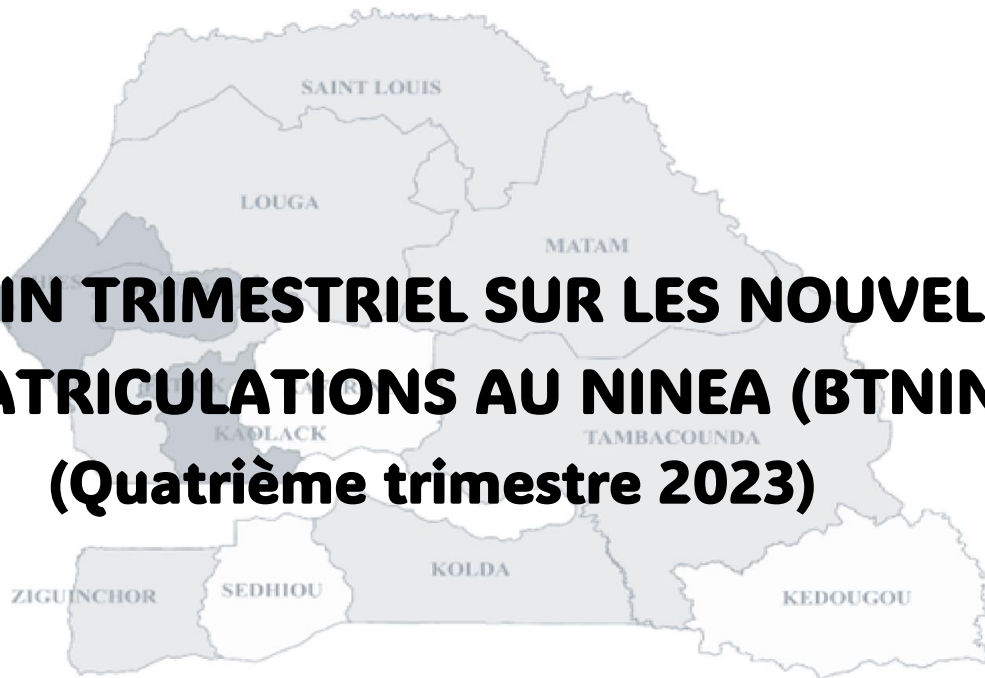 SAINT LOUIS
LOUGA
MATAM
IN TRIMESTRIEL SUR LES NOUVEL
ATRICULATIONS AU NINEA (BTNIN
KAOLACK
TAMBACOUNDA
(Quatrième trimestre 2023)
KOLDA
ZIGUINCHOR
SEDHIOU
KEDOUGOU